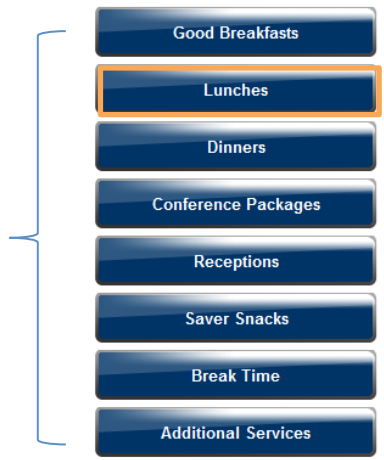 Good Breakfasts
Lunches
Dinners
Conference Packages
Receptions
Saver Snacks
Break Time
Additional Services